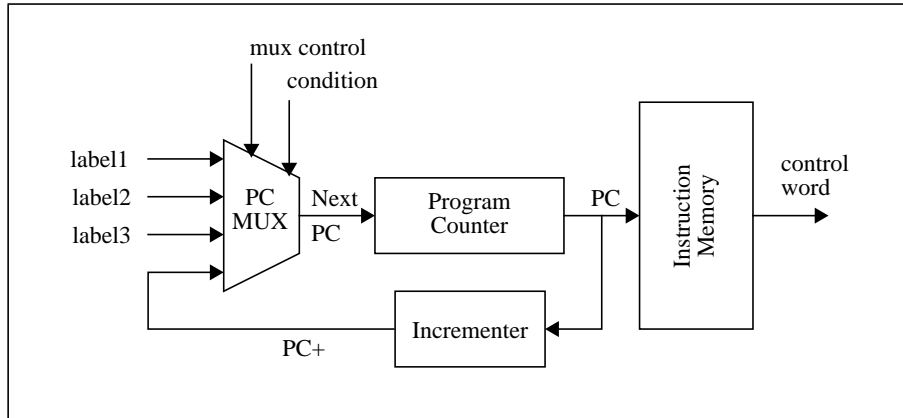 mux control
condition
label1
label2
label3
PC
MUX
Next
PC
Program
Counter
PC
Instruction
Memory
control
word
Incrementer
PC+